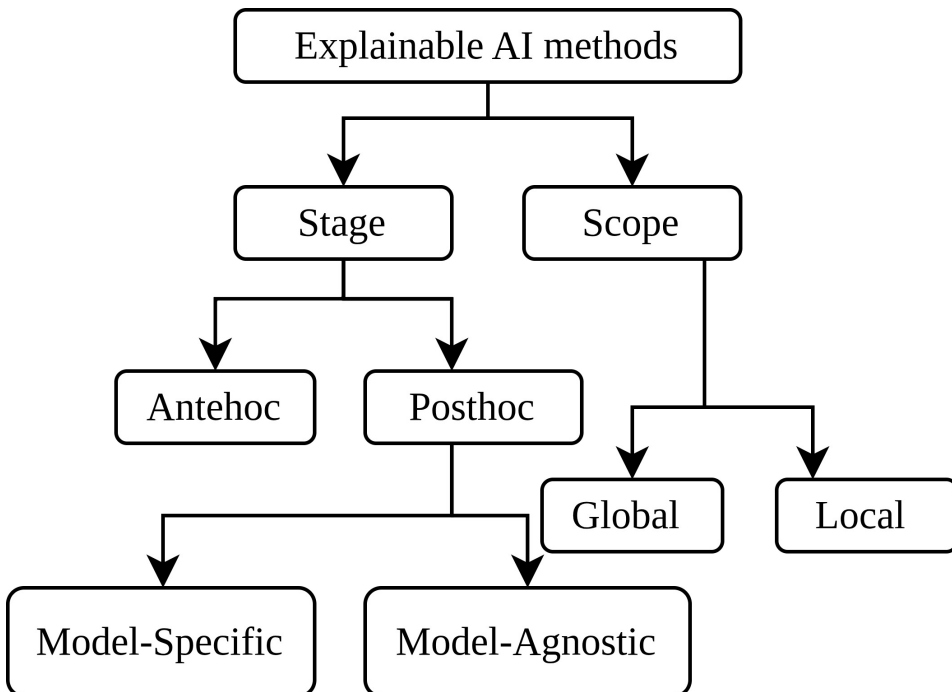 Explainable AI methods
Stage
Scope
Antehoc
Posthoc
Global
Local
Model-Specific
Model-Agnostic